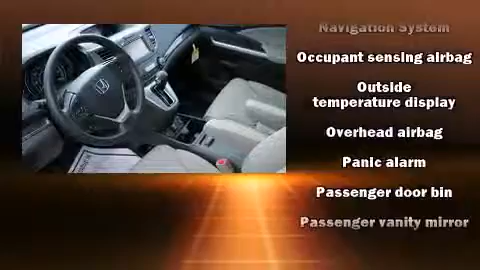 Navigation System
Occupant sensing airbag
Outside
temperature display
Overhead airbag
Panic alarm
Passenger door bin
Passenger vanity mirror